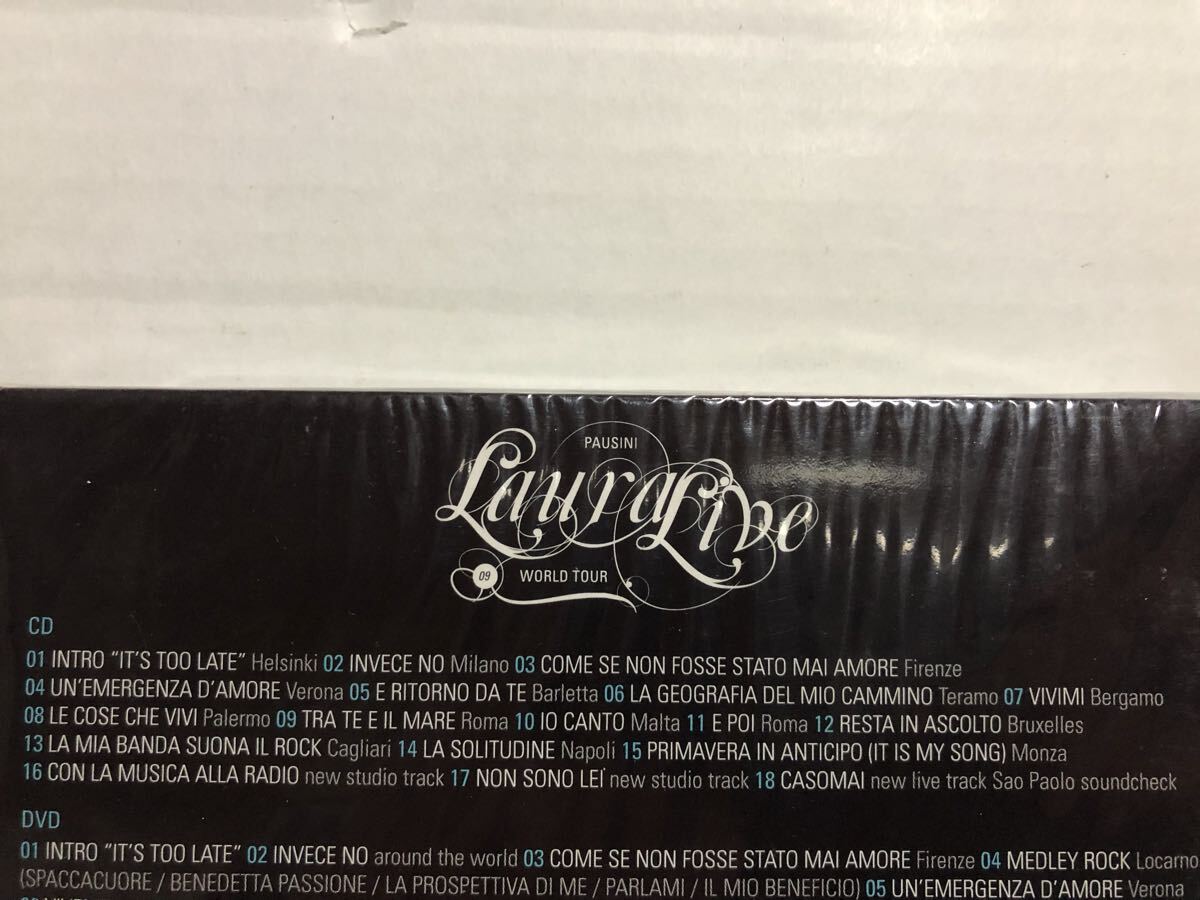 PAUSINI
Laura Live
09 WORLD TOUR
CD
01 INTRO "IT'S TOO LATE" Helsinki 02 INVECE NO Milano 03 COME SE NON FOSSE STATO MAI AMORE Firenze
04 UN'EMERGENZA D'AMORE Verona 05 E RITORNO DA TE Barletta 06 LA GEOGRAFIA DEL MIO CAMMINO Teramo 07 VIVIMI Bergamo
08 LE COSE CHE VIVI Palermo 09 TRA TE E IL MARE Roma 10 IO CANTO Malta 11 E POI Roma 12 RESTA IN ASCOLTO Bruxelles
13 LA MIA BANDA SUONA IL ROCK Cagliari 14 LA SOLITUDINE Napoli 15 PRIMAVERA IN ANTICIPO (IT IS MY SONG) Monza
16 CON LA MUSICA ALLA RADIO new studio track 17 NON SONO LEI new studio track 18 CASOMAI new live track Sao Paolo soundcheck
DVD
01 INTRO "IT'S TOO LATE" 02 INVECE NO around the world 03 COME SE NON FOSSE STATO MAI AMORE Firenze 04 MEDLEY ROCK Locarno
(SPACCACUORE / BENEDETTA PASSIONE / LA PROSPETTIVA DI ME / PARLAMI / IL MIO BENEFICIO) 05 UN'EMERGENZA D'AMORE Verona